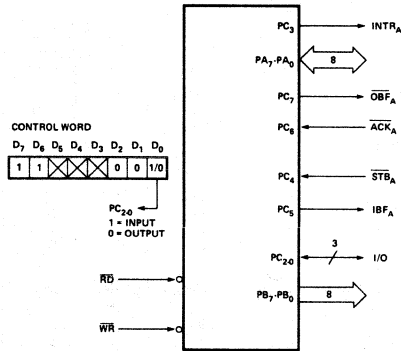 PC3 INTRA
PA7-PA0 8
PC7 OBFA
PC6 ACKA
CONTROL WORD
D7 D6 D5 D4 D3 D2 D1 D0
1 1 0 0 1/0
PC4 STBA
PC2-0
1 = INPUT
0 = OUTPUT
PC5 IBFA
3
PC2-0 I/O
RD
PB7-PB0 8
WR